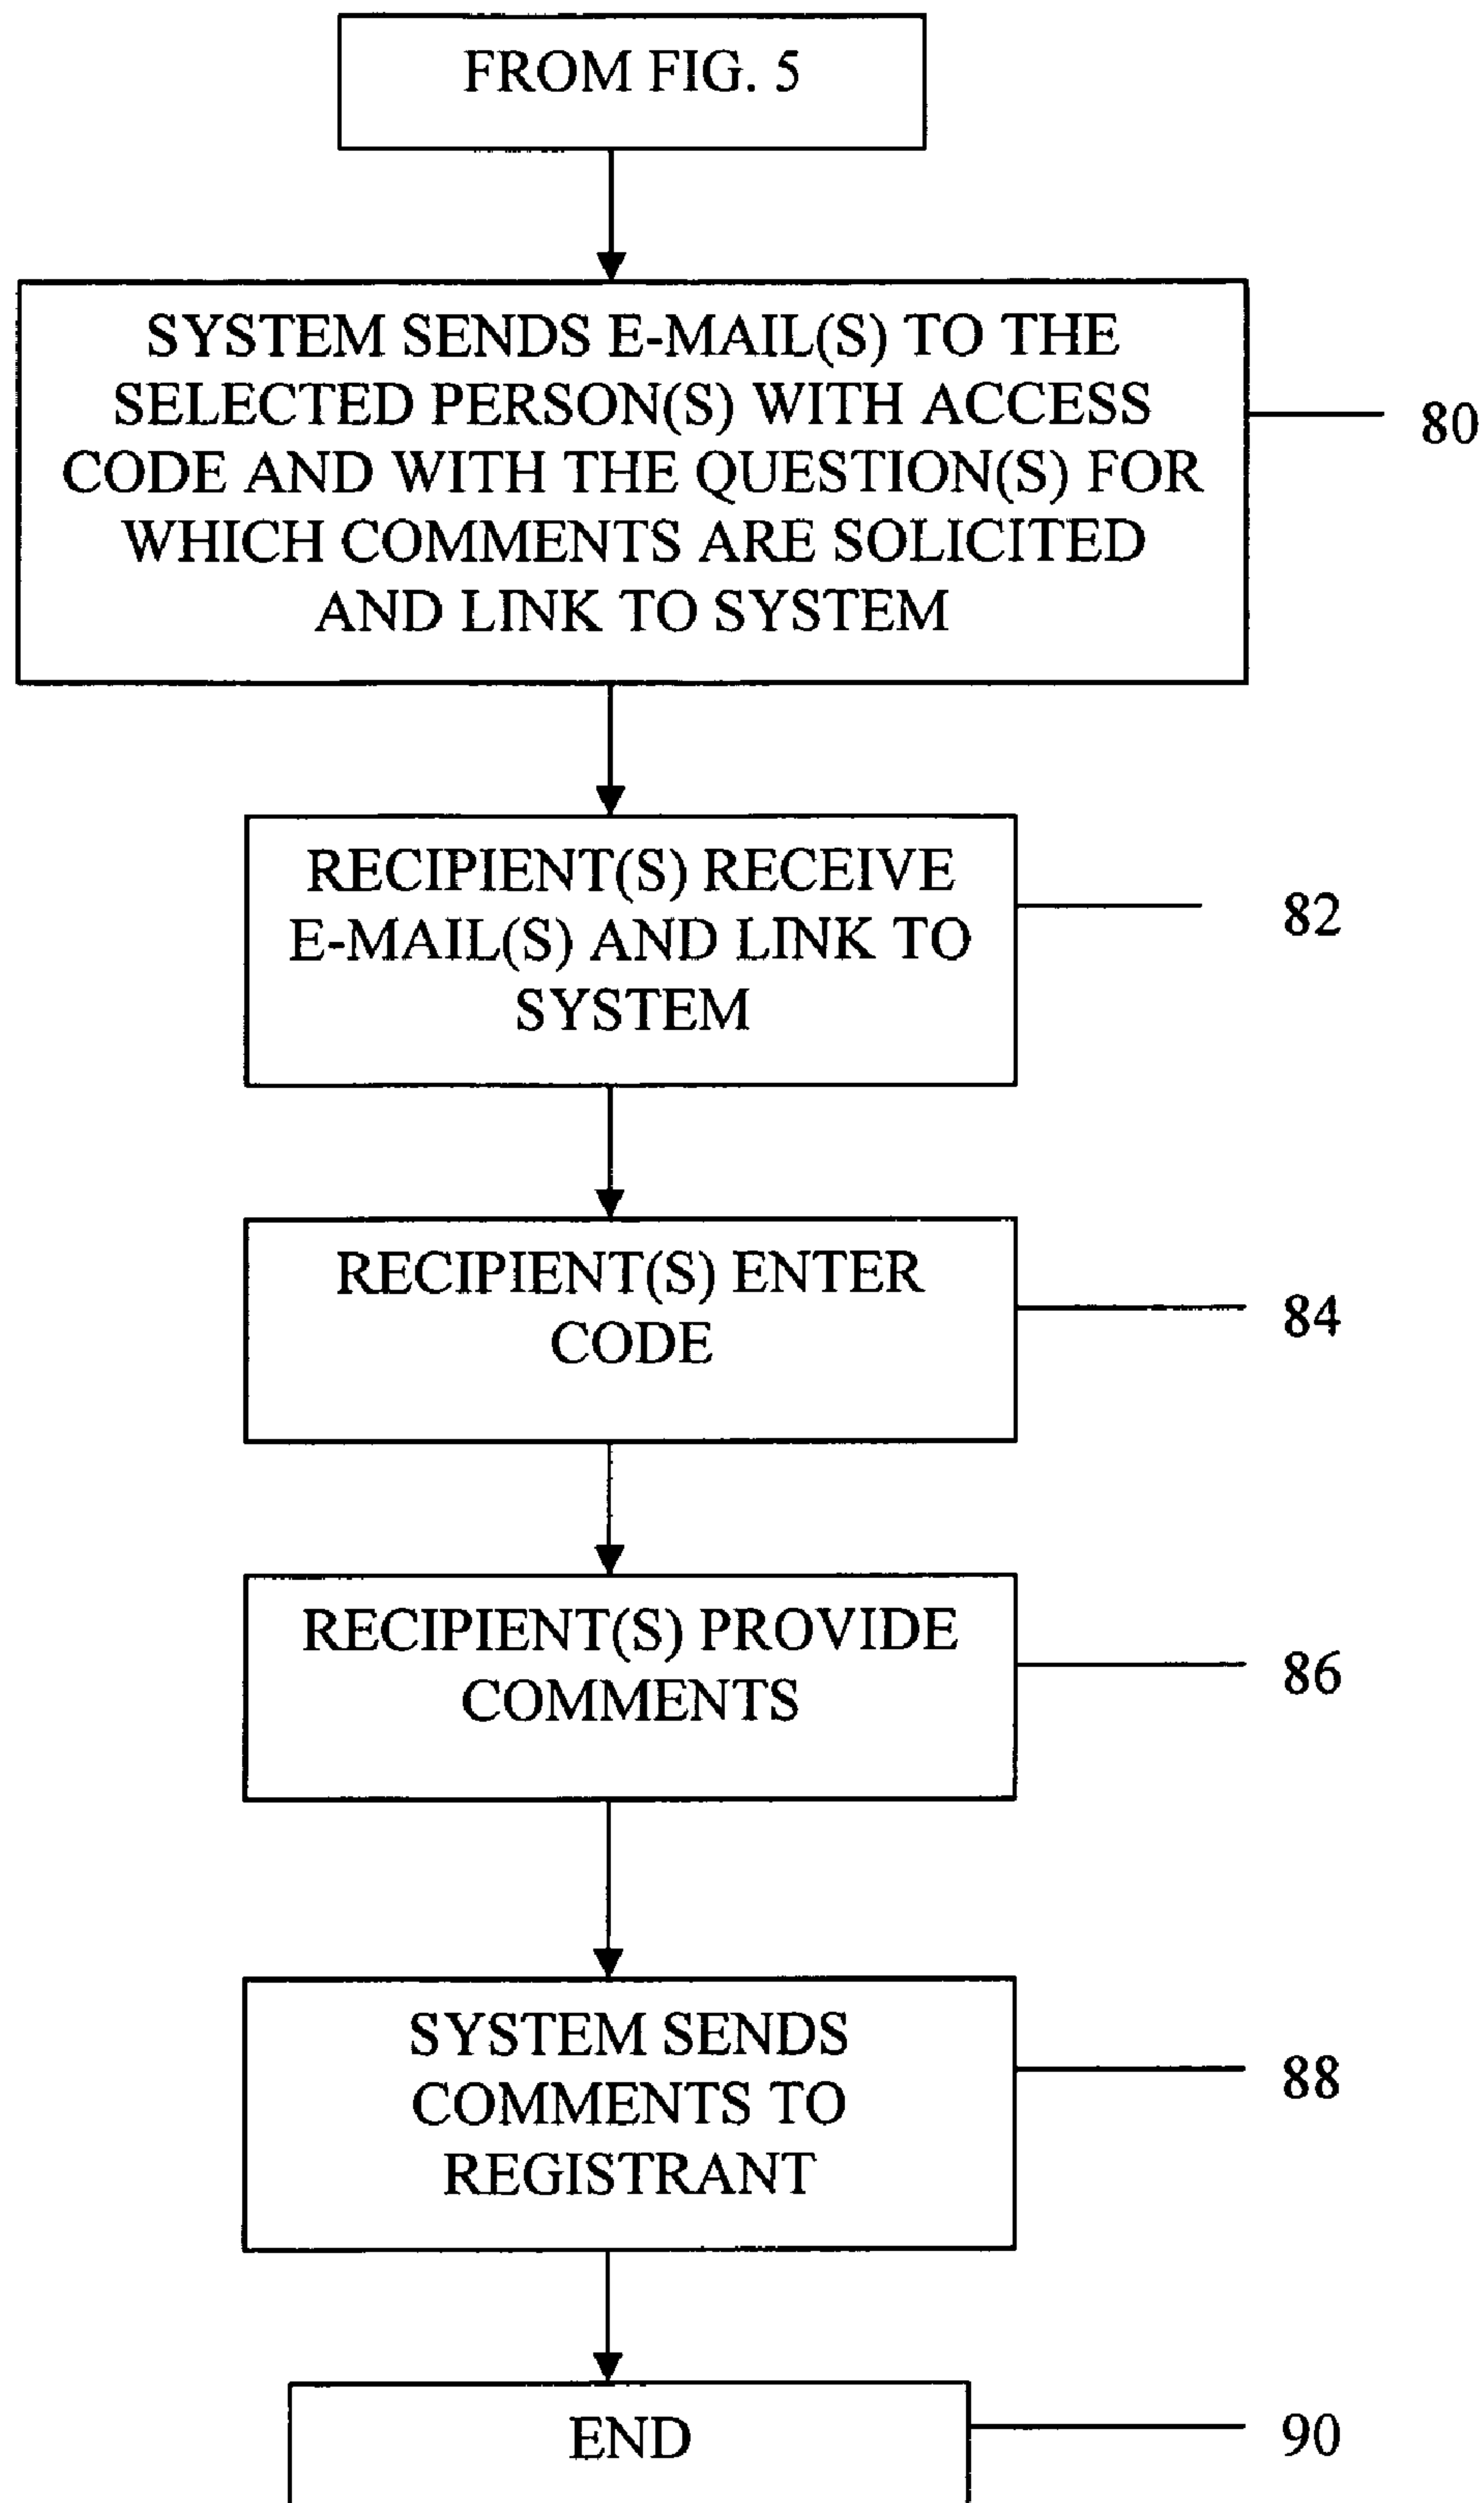 FROM FIG. 5
SYSTEM SENDS E-MAIL(S) TO THE
SELECTED PERSON(S) WITH ACCESS
CODE AND WITH THE QUESTION(S) FOR
WHICH COMMENTS ARE SOLICITED
AND LINK TO SYSTEM
80
RECIPIENT(S) RECEIVE
E-MAIL(S) AND LINK TO
SYSTEM
82
RECIPIENT(S) ENTER
CODE
84
RECIPIENT(S) PROVIDE
COMMENTS
86
SYSTEM SENDS
COMMENTS TO
REGISTRANT
88
END
90